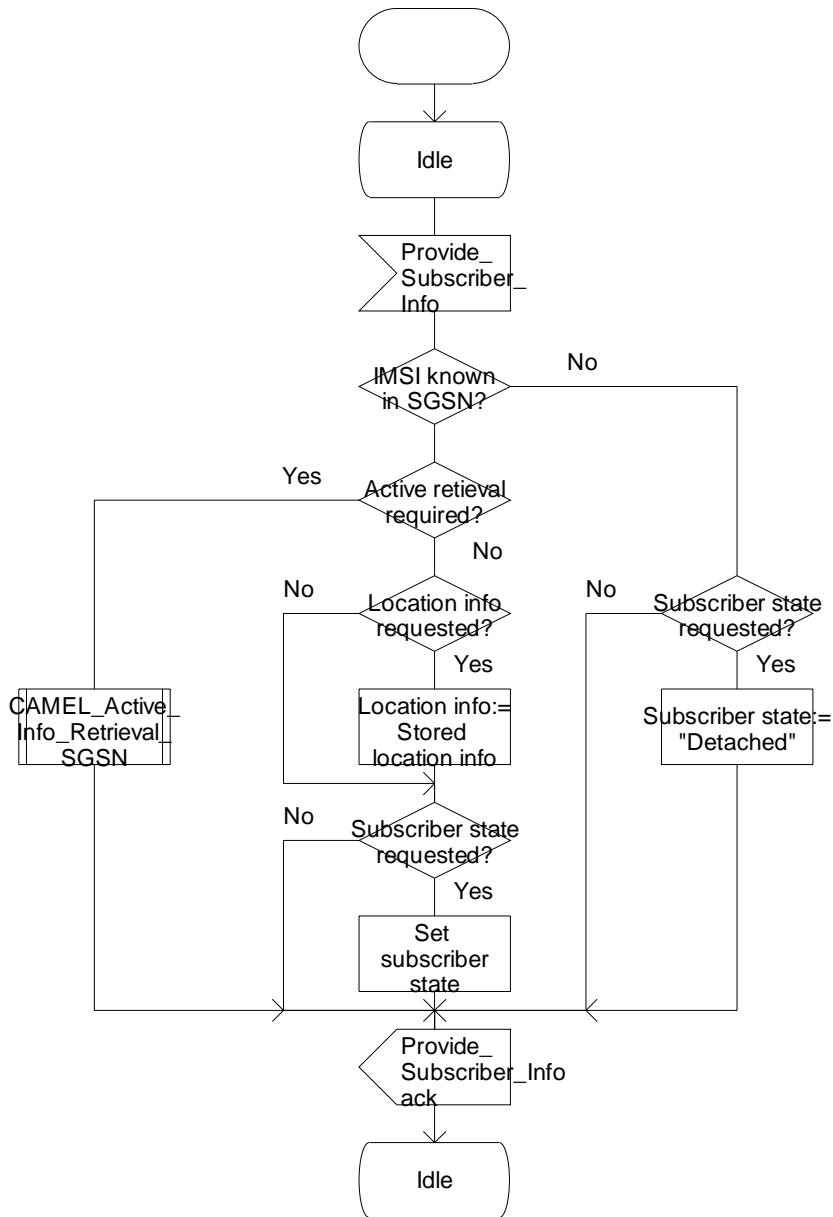 Idle
Provide_
Subscriber_
Info
No
IMSI known
in SGSN?
Yes
Active retieval
required?
No
No
Location info
requested?
Yes
No
Subscriber state
requested?
Yes
CAMEL_Active_
Info_Retrieval_
SGSN
Location info:=
Stored
location info
Subscriber state:=
"Detached"
No
Subscriber state
requested?
Yes
Set
subscriber
state
Provide_
Subscriber_Info
ack
Idle